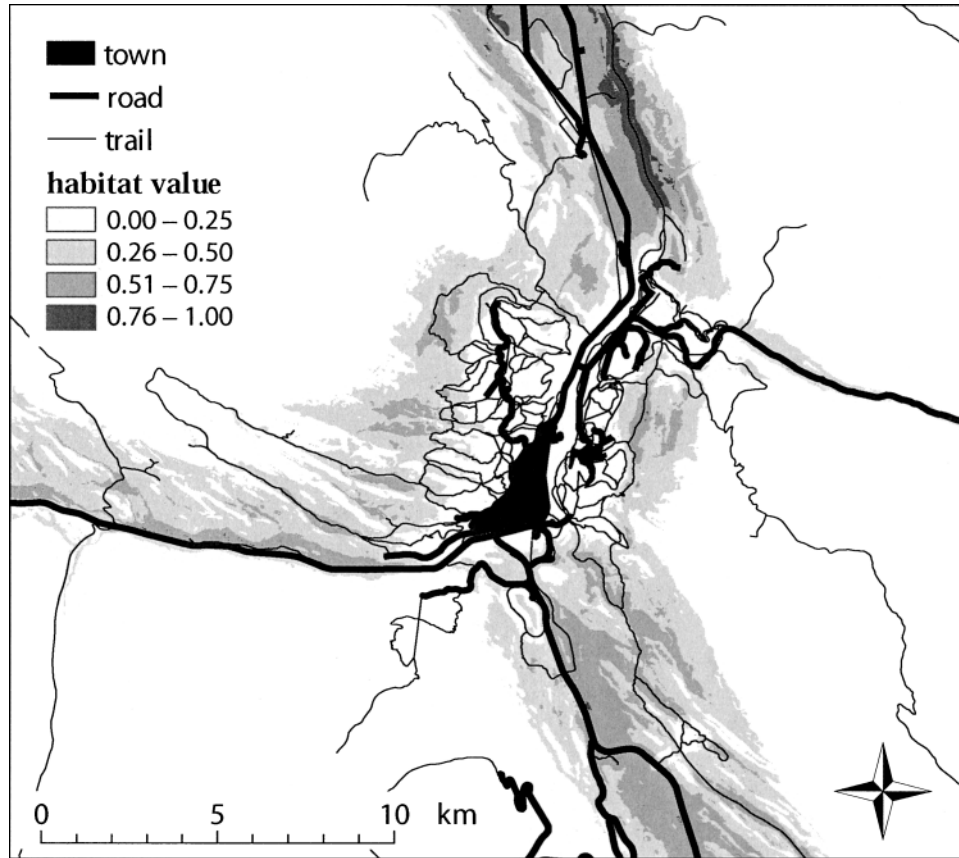 town
road
trail
habitat value
0.00 – 0.25
0.26 – 0.50
0.51 – 0.75
0.76 – 1.00
0 5 10 km